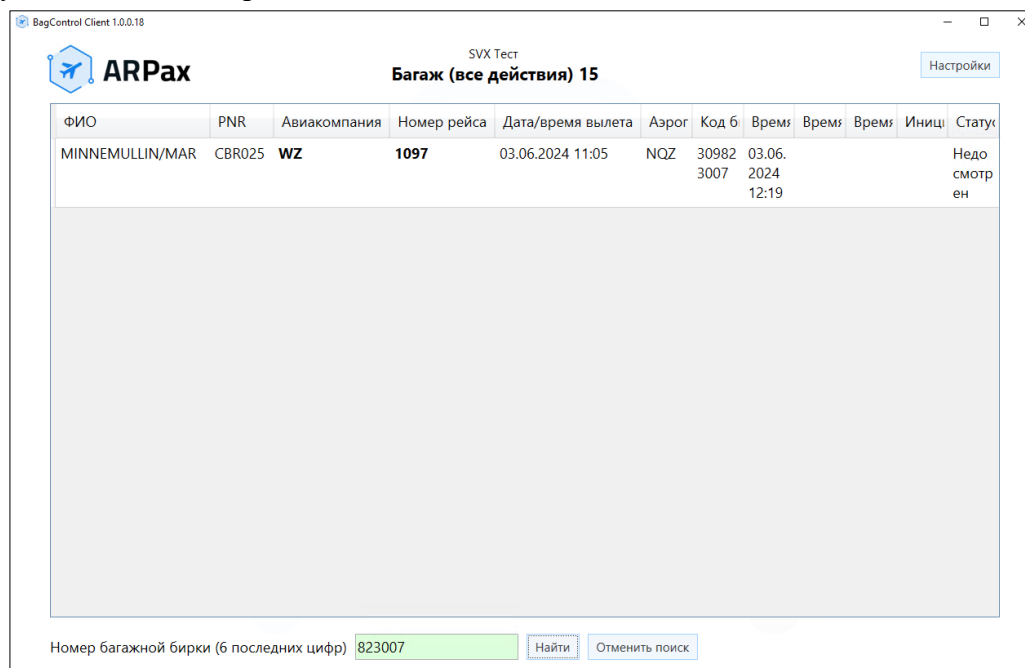 BagControl Client 1.0.0.18
ARPax
SVX Тест
Багаж (все действия) 15
Настройки
ФИО PNR Авиакомпания Номер рейса Дата/время вылета Аэрог Код б Время Время Время Иници Статус
MINNEMULLIN/MAR CBR025 WZ 1097 03.06.2024 11:05 NQZ 30982 03.06. Недо
3007 2024 смотр
12:19 ен
Номер багажной бирки (6 последних цифр) 823007 Найти Отменить поиск